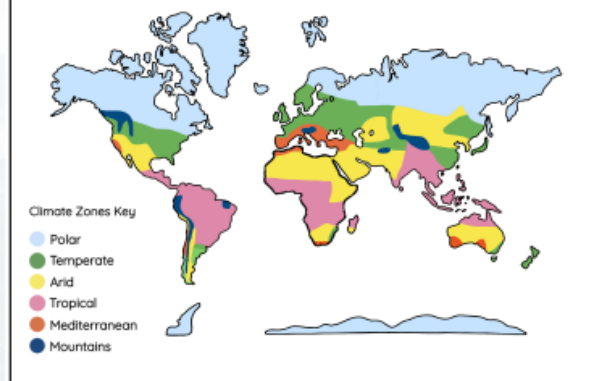 Climate Zones Key
Polar
Temperate
Arid
Tropical
Mediterranean
Mountains